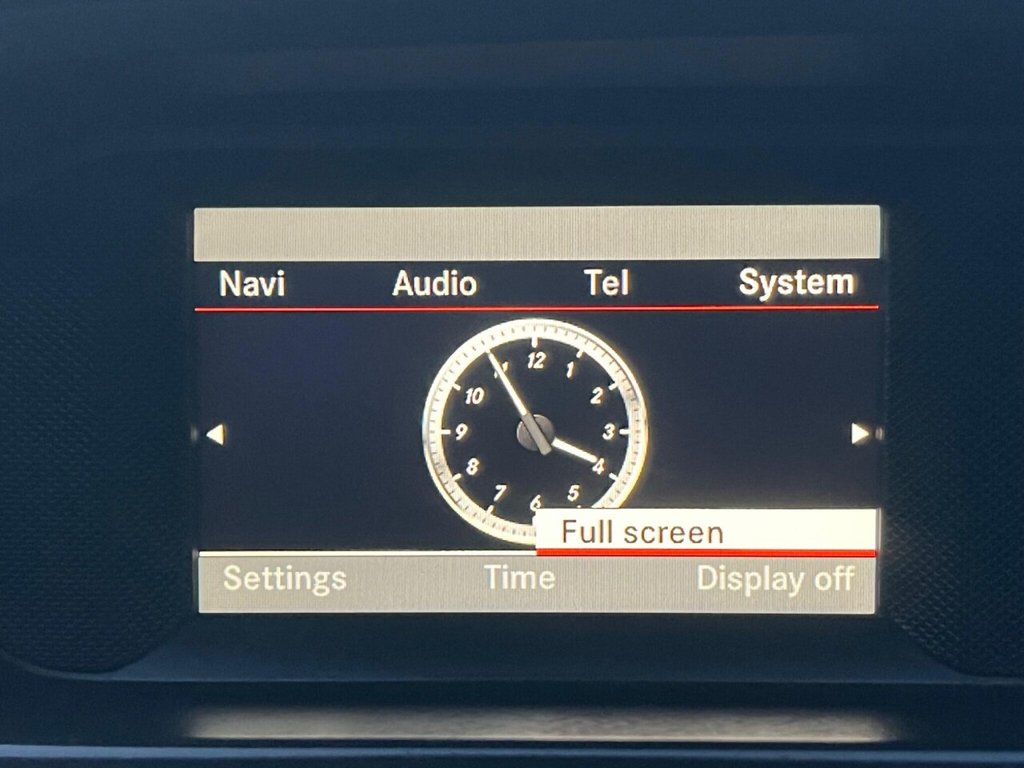 Navi Audio Tel System
12
1
10 2
9 3
8 4
7 5
6
Full screen
Settings Time Display off